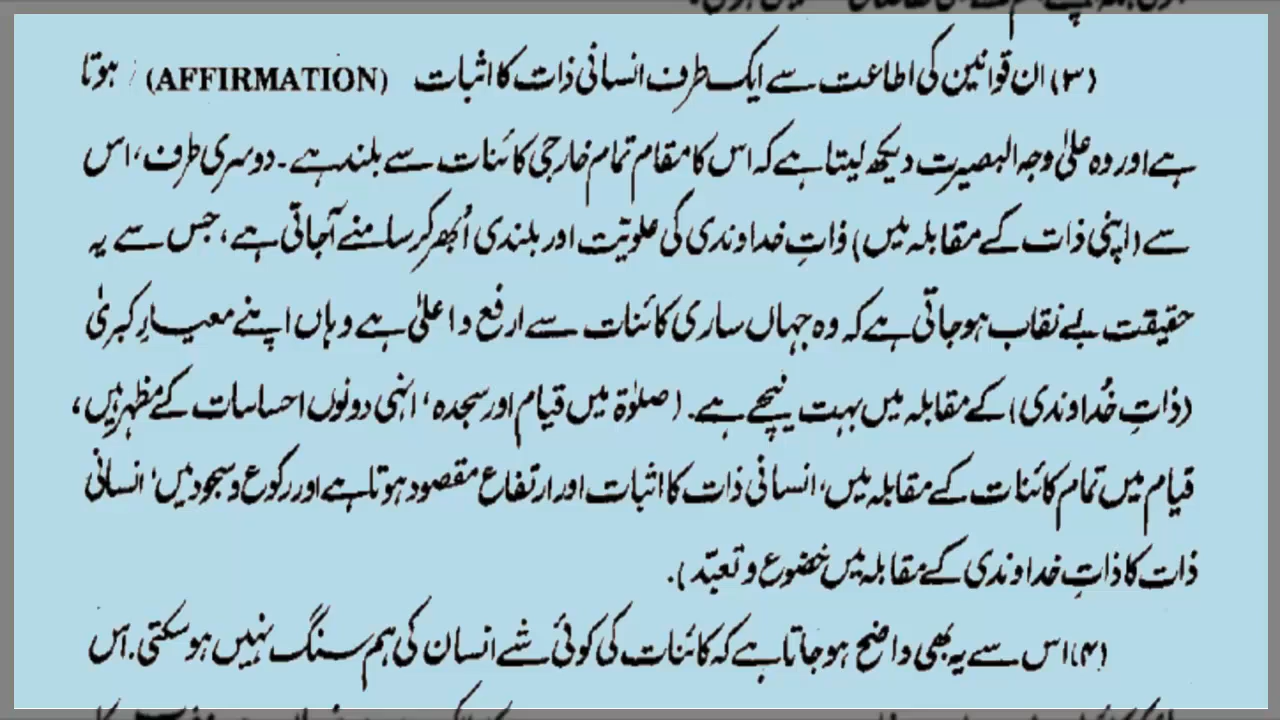 (۳) ان قوانین کی اطاعت سے ایک طرف انسانی ذات کا اثبات (AFFIRMATION) ہوتا
ہے اور وہ علیٰ وجہ البصیرت دیکھ لیتا ہے کہ اس کا مقام تمام خارجی کائنات سے بلند ہے۔ دوسری طرف، اس
سے (اپنی ذات کے مقابلہ میں) ذاتِ خداوندی کی علویّت اور بلندی اُبھر کر سامنے آجاتی ہے، جس سے یہ
حقیقت بے نقاب ہو جاتی ہے کہ وہ جہاں ساری کائنات سے ارفع و اعلیٰ ہے وہاں اپنے معیارِ کبریٰ
(ذاتِ خُداوندی) کے مقابلہ میں بہت نیچے ہے۔ (صلوٰۃ میں قیام اور سجدہ، انہی دونوں احساسات کے مظہر ہیں،
قیام میں تمام کائنات کے مقابلہ میں، انسانی ذات کا اثبات اور ارتفاع مقصود ہوتا ہے اور رکوع و سجود میں، انسانی
ذات کا ذاتِ خداوندی کے مقابلہ میں خضوع و تعبّد)۔
(۴) اس سے یہ بھی واضح ہو جاتا ہے کہ کائنات کی کوئی شے انسان کی ہم سنگ نہیں ہو سکتی۔ اس